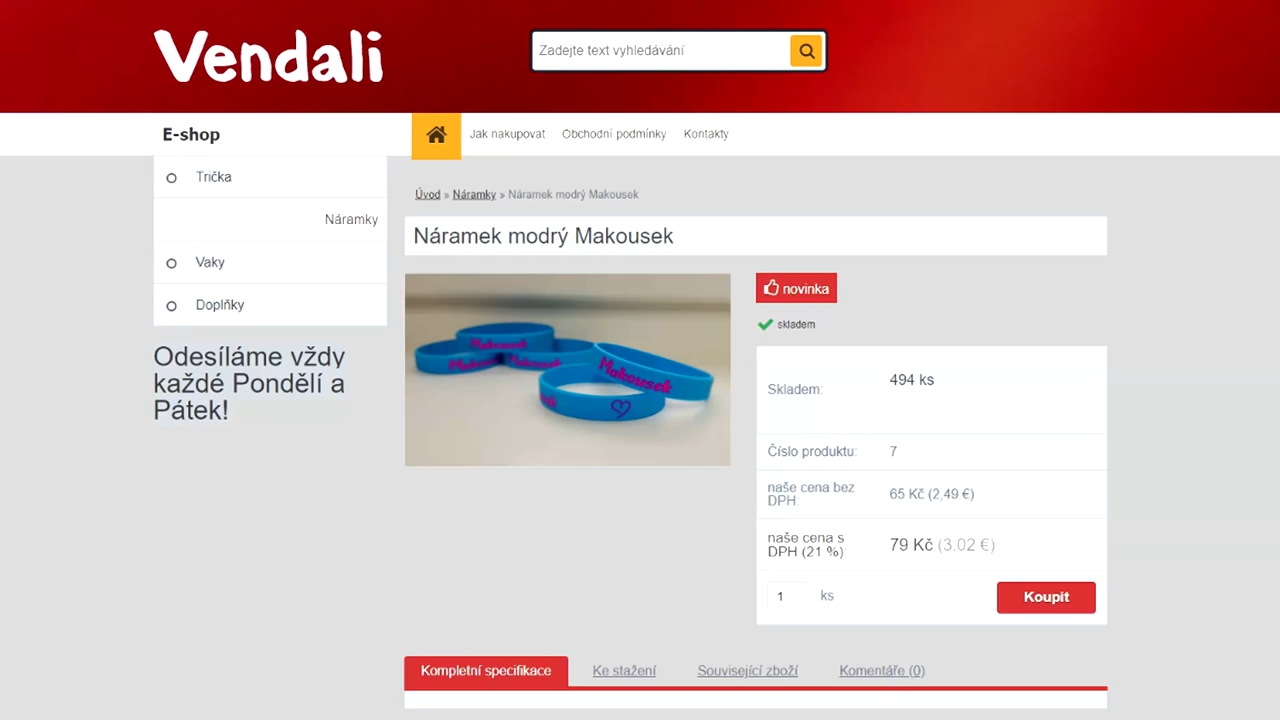 Vendali
Zadejte text vyhledávání
E-shop
Jak nakupovat
Obchodní podmínky
Kontakty
Trička
Náramky
Vaky
Doplňky
Odesíláme vždy
každé Pondělí a
Pátek!
Úvod » Náramky » Náramek modrý Makousek
Náramek modrý Makousek
Makousek
Makousek
Makousek
Makousek
novinka
skladem
Skladem:
494 ks
Číslo produktu:
7
naše cena bez
DPH:
65 Kč (2,49 €)
naše cena s
DPH (21 %)
79 Kč (3.02 €)
1
ks
Koupit
Kompletní specifikace
Ke stažení
Související zboží
Komentáře (0)